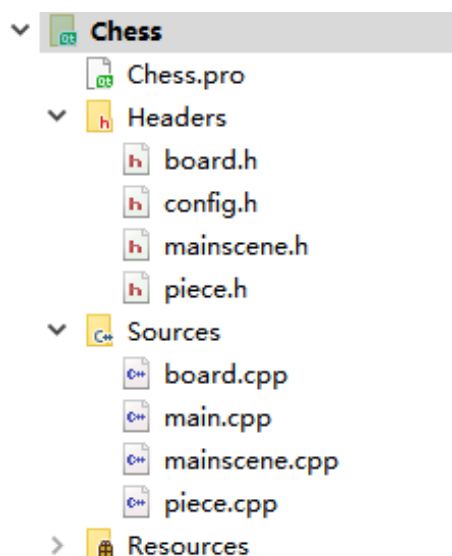 Chess
Chess.pro
Headers
board.h
config.h
mainscene.h
piece.h
Sources
board.cpp
main.cpp
mainscene.cpp
piece.cpp
Resources